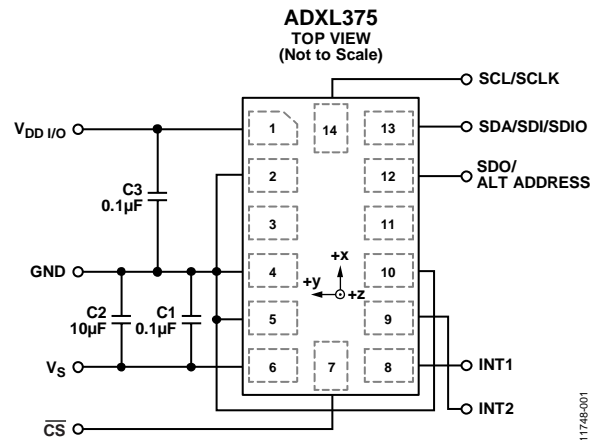 ADXL375
TOP VIEW
(Not to Scale)
SCL/SCLK
V DD I/O
1
14
13
SDA/SDI/SDIO
2
12
SDO/
ALT ADDRESS
C3
0.1µF
3
11
+x
GND
4
+y
+z
10
C2
10µF
C1
0.1µF
5
9
VS
6
7
8
INT1
INT2
CS
11748-001